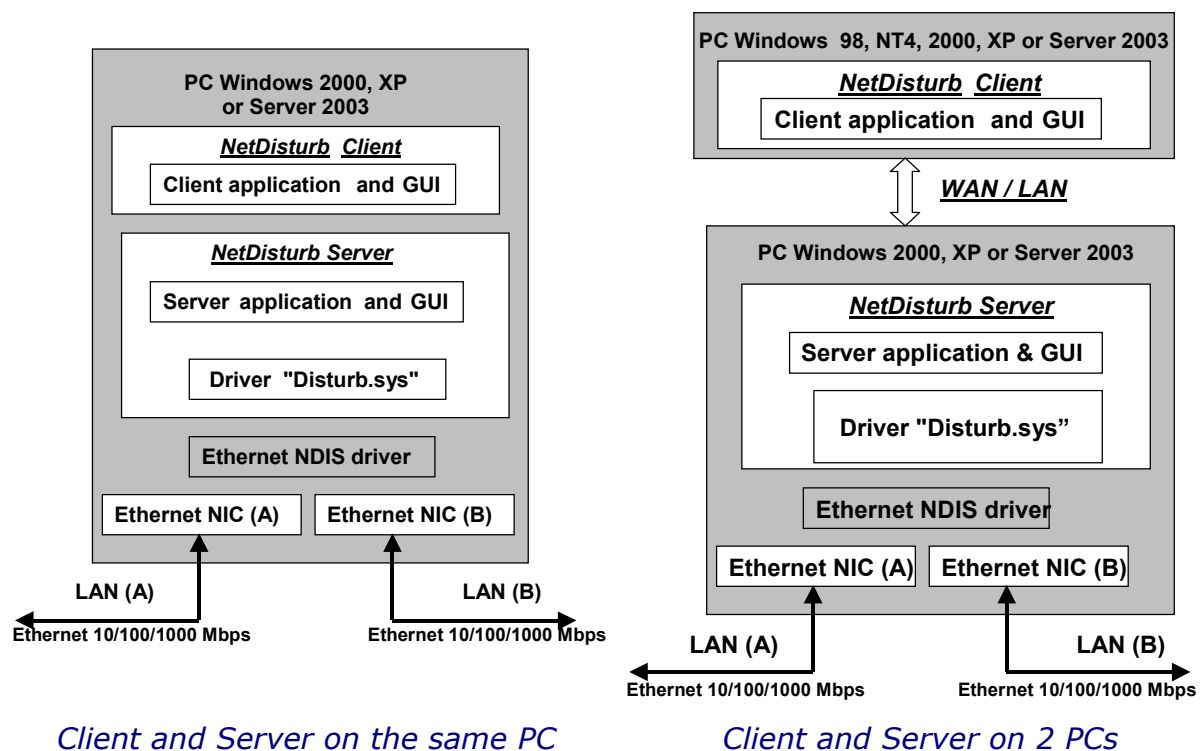 PC Windows 2000, XP
or Server 2003
NetDisturb Client
Client application and GUI
NetDisturb Server
Server application and GUI
Driver "Disturb.sys"
Ethernet NDIS driver
Ethernet NIC (A)
Ethernet NIC (B)
LAN (A)
LAN (B)
Ethernet 10/100/1000 Mbps
Ethernet 10/100/1000 Mbps
Client and Server on the same PC
PC Windows 98, NT4, 2000, XP or Server 2003
NetDisturb Client
Client application and GUI
WAN / LAN
PC Windows 2000, XP or Server 2003
NetDisturb Server
Server application & GUI
Driver "Disturb.sys”
Ethernet NDIS driver
Ethernet NIC (A)
Ethernet NIC (B)
LAN (A)
LAN (B)
Ethernet 10/100/1000 Mbps
Ethernet 10/100/1000 Mbps
Client and Server on 2 PCs